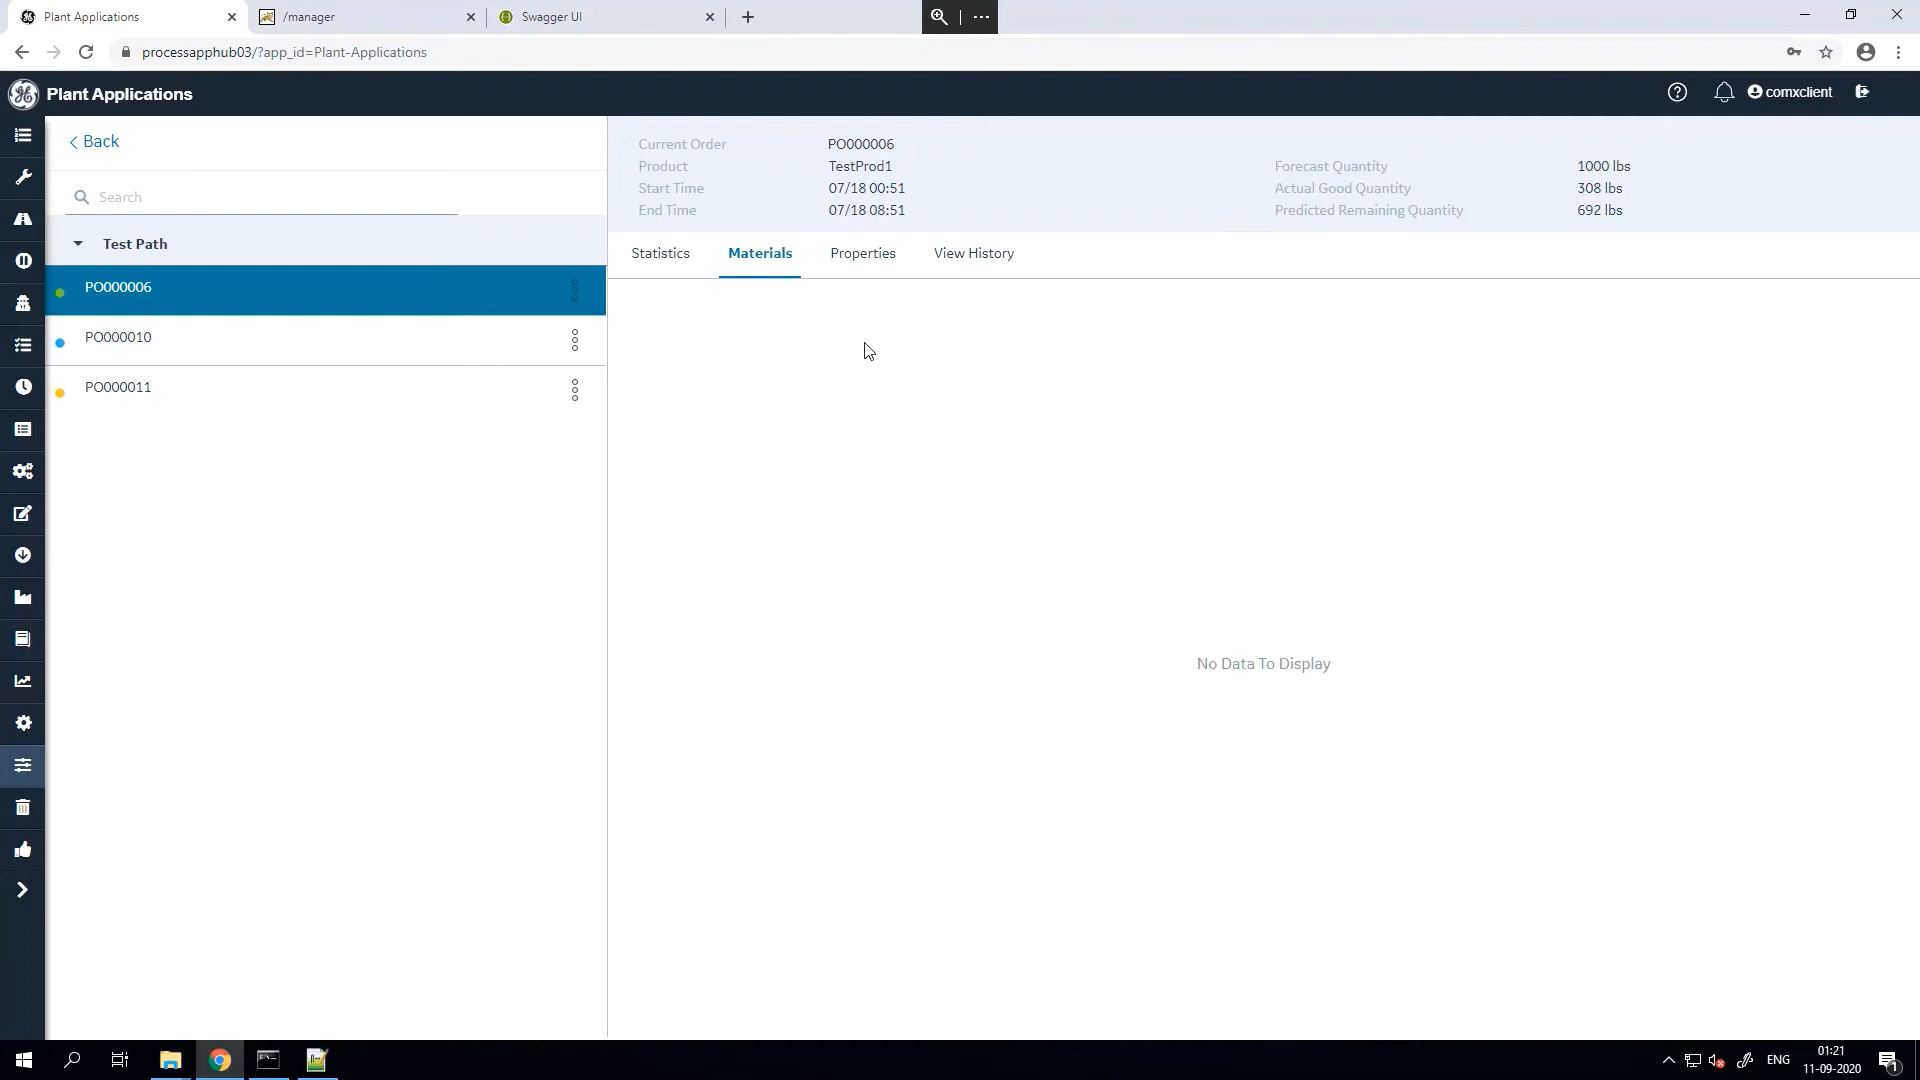 Plant Applications
/manager
Swagger UI
processapphub03/?app_id=Plant-Applications
Plant Applications
comxclient
Back
Search
Test Path
PO000006
PO000010
PO000011
Current Order PO000006
Product TestProd1 Forecast Quantity 1000 lbs
Start Time 07/18 00:51 Actual Good Quantity 308 lbs
End Time 07/18 08:51 Predicted Remaining Quantity 692 lbs
Statistics Materials Properties View History
No Data To Display
ENG
01:21
11-09-2020
1